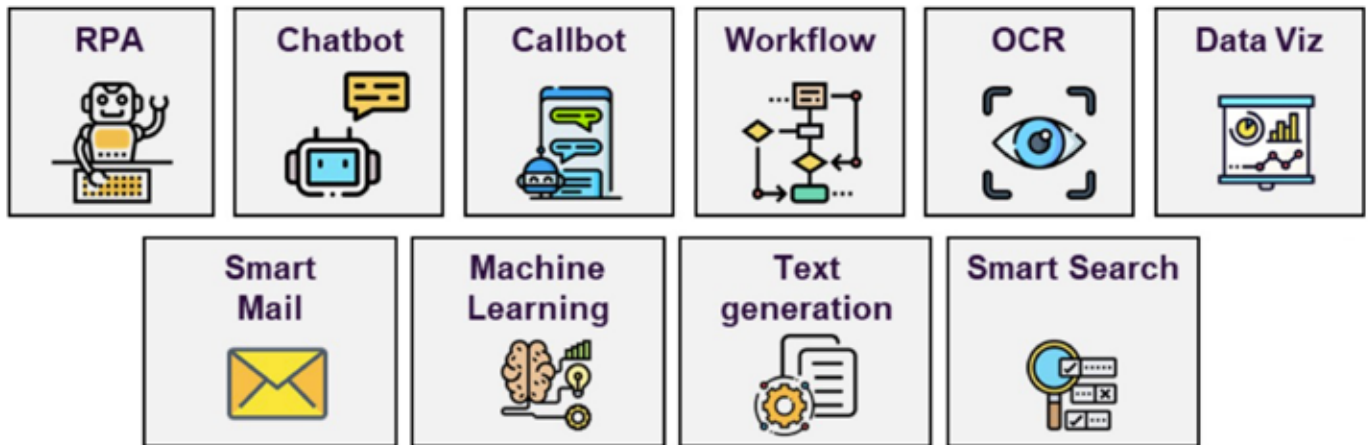 RPA
Chatbot
Callbot
Workflow
OCR
Data Viz
Smart
Mail
Machine
Learning
Text
generation
Smart Search